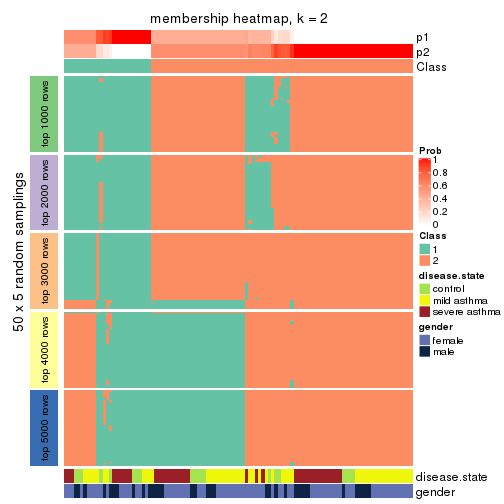 membership heatmap, k = 2
p1
p2
Class
50 x 5 random samplings
top 1000 rows
top 2000 rows
top 3000 rows
top 4000 rows
top 5000 rows
Prob
1
0.8
0.6
0.4
0.2
0
Class
1
2
disease.state
control
mild asthma
severe asthma
gender
female
male
disease.state
gender